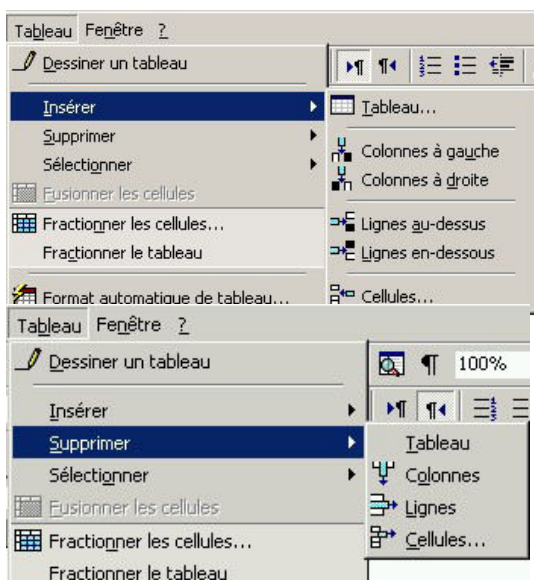 Tableau Fenêtre ?
Dessiner un tableau
Insérer
Supprimer
Sélectionner
Fusionner les cellules
Fractionner les cellules...
Fractionner le tableau
Format automatique de tableau...
Tableau...
Colonnes à gauche
Colonnes à droite
Lignes au-dessus
Lignes en-dessous
Cellules...
Tableau Fenêtre ?
Dessiner un tableau
100%
Insérer
Supprimer
Sélectionner
Fusionner les cellules
Fractionner les cellules...
Fractionner le tableau
Tableau
Colonnes
Lignes
Cellules...